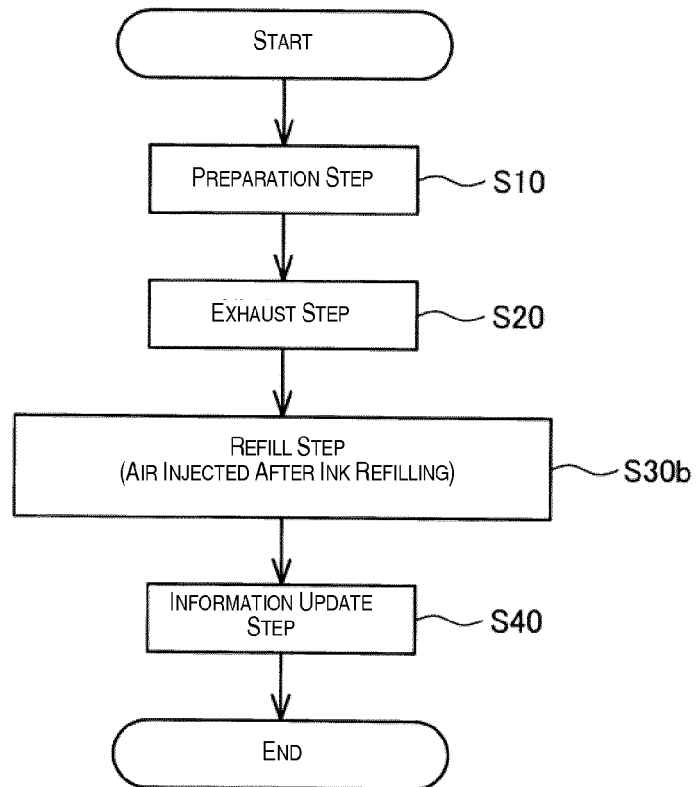 START
PREPARATION STEP
S10
EXHAUST STEP
S20
REFILL STEP
(AIR INJECTED AFTER INK REFILLING)
S30b
INFORMATION UPDATE
STEP
S40
END